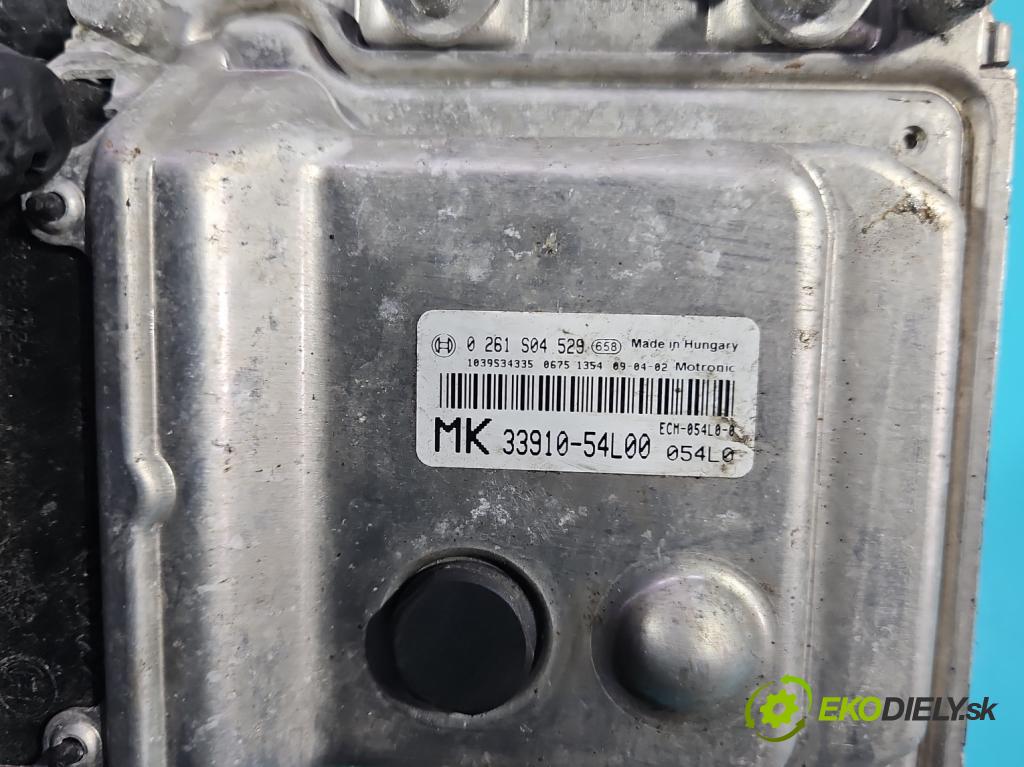 0 261 S04 529 658 Made in Hungary
1039S34335 0675 1354 09-04-02 Motronic
ECM-054L0-0
MK 33910-54L00 054L0
EKODIELY.sk